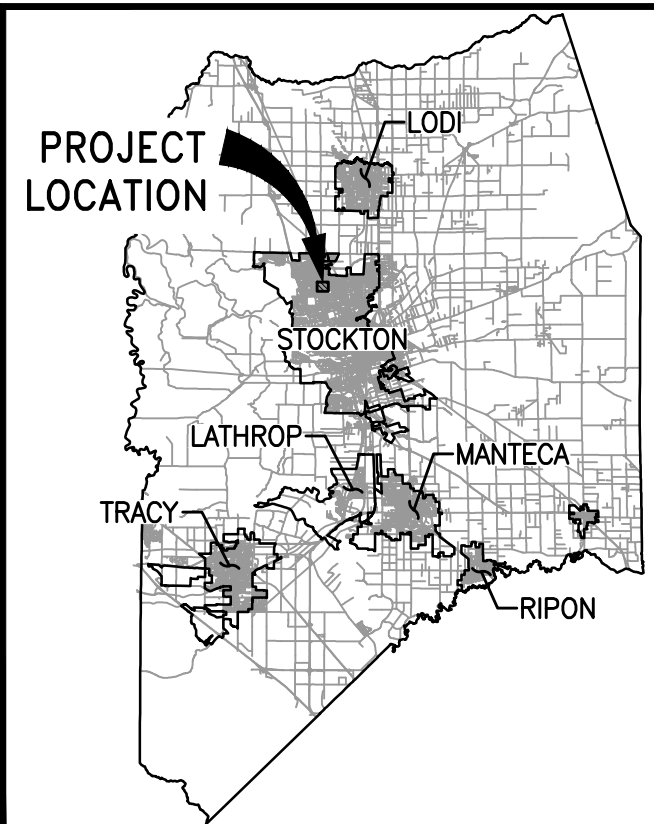 LODI
PROJECT
LOCATION
STOCKTON
LATHROP
MANTECA
TRACY
RIPON